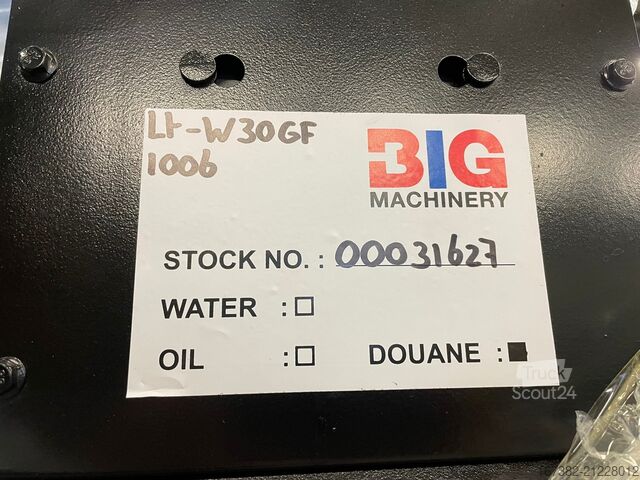 Lt-W30GF
1006
BIG
MACHINERY
STOCK NO. : 00031627
WATER :☐
OIL :☐ DOUANE :■
Truck
Scout24
382-21228012